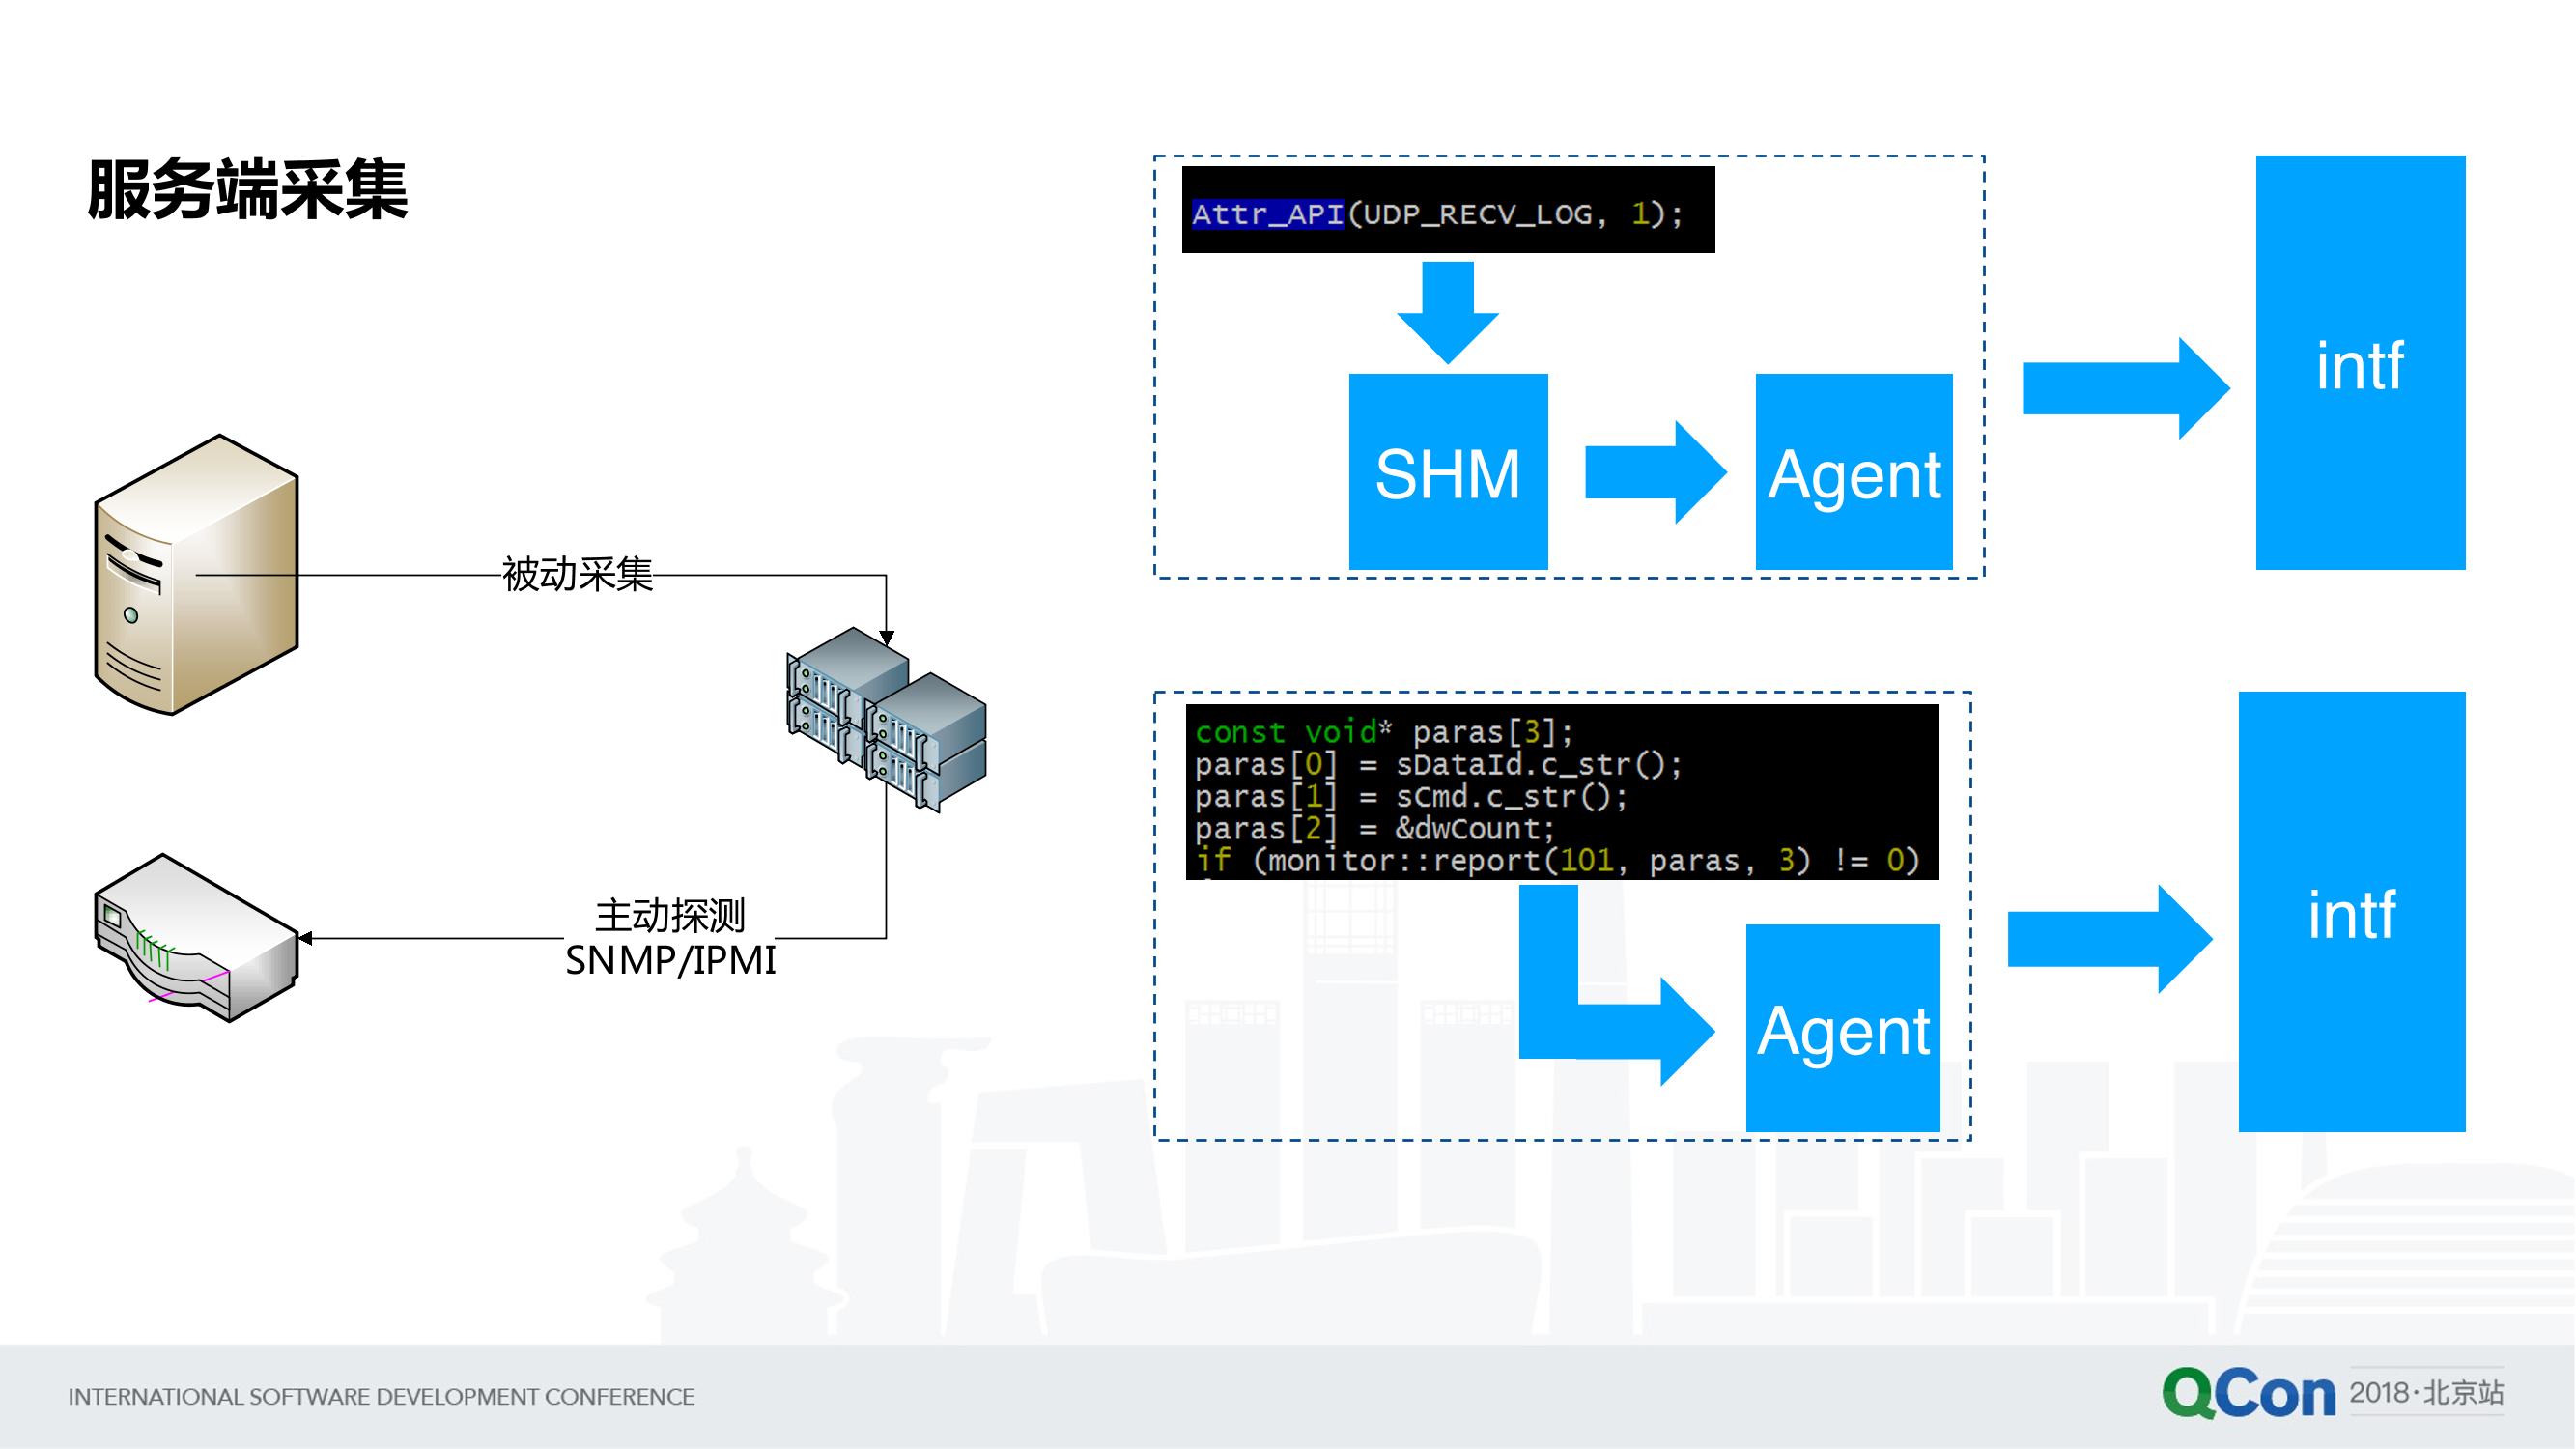 服务端采集
被动采集
主动探测
SNMP/IPMI
Attr_API(UDP_RECV_LOG, 1);
SHM
Agent
intf
const void* paras[3];
paras[0] = sDataId.c_str();
paras[1] = sCmd.c_str();
paras[2] = &dwCount;
if (monitor::report(101, paras, 3) != 0)
Agent
intf
INTERNATIONAL SOFTWARE DEVELOPMENT CONFERENCE
QCon 2018·北京站